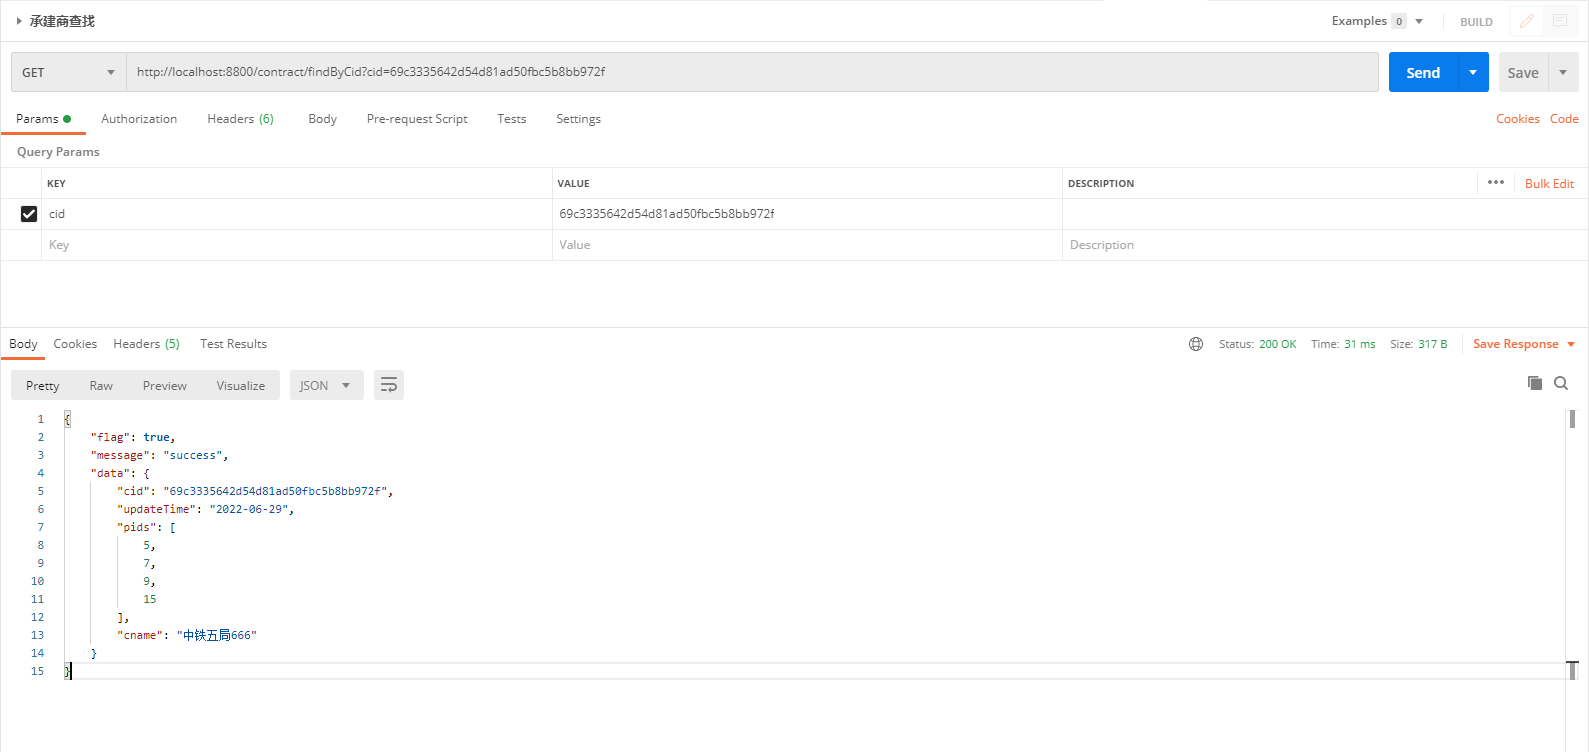 承建商查找
Examples 0 BUILD
GET http://localhost:8800/contract/findByCid?cid=69c3335642d54d81ad50fbc5b8bb972f Send Save
Params Authorization Headers (6) Body Pre-request Script Tests Settings Cookies Code
Query Params
KEY VALUE DESCRIPTION ••• Bulk Edit
cid 69c3335642d54d81ad50fbc5b8bb972f
Key Value Description
Body Cookies Headers (5) Test Results Status: 200 OK Time: 31 ms Size: 317 B Save Response
Pretty Raw Preview Visualize JSON
1 {
2 "flag": true,
3 "message": "success",
4 "data": {
5 "cid": "69c3335642d54d81ad50fbc5b8bb972f",
6 "updateTime": "2022-06-29",
7 "pids": [
8 5,
9 7,
10 9,
11 15
12 ],
13 "cname": "中铁五局666"
14 }
15 }